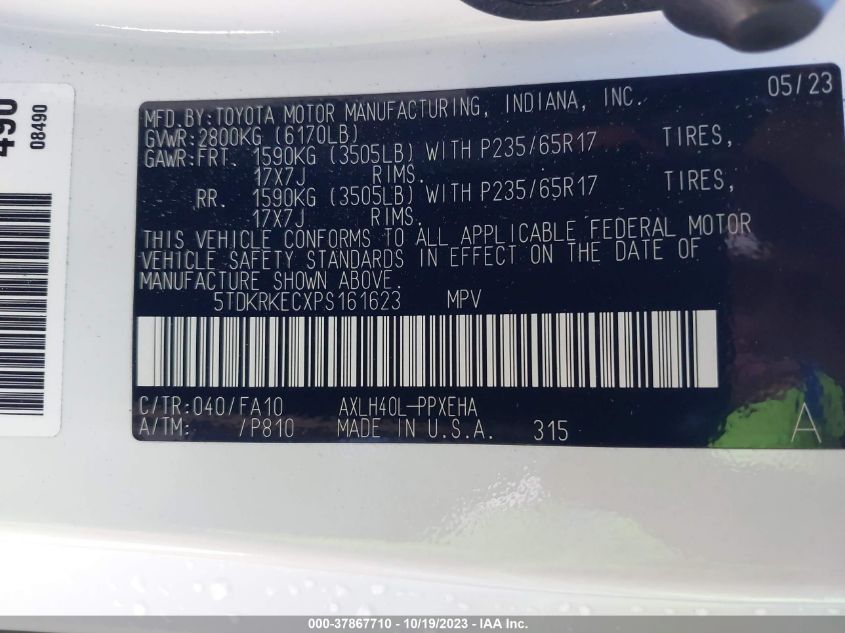 490
08490
05/23
MFD. BY: TOYOTA MOTOR MANUFACTURING, INDIANA, INC.
GVWR: 2800KG (6170LB)
GAWR: FRT. 1590KG (3505LB) WITH P235/65R17 TIRES,
17X7J RIMS.
RR. 1590KG (3505LB) WITH P235/65R17 TIRES,
17X7J RIMS.
THIS VEHICLE CONFORMS TO ALL APPLICABLE FEDERAL MOTOR
VEHICLE SAFETY STANDARDS IN EFFECT ON THE DATE OF
MANUFACTURE SHOWN ABOVE.
5TDKRKECXPS161623 MPV
C/TR: 040/FA10 AXLH40L-PPXEHA
A/TM: /P810 MADE IN U.S.A. 315 A
000-37867710 - 10/19/2023 - IAA Inc.